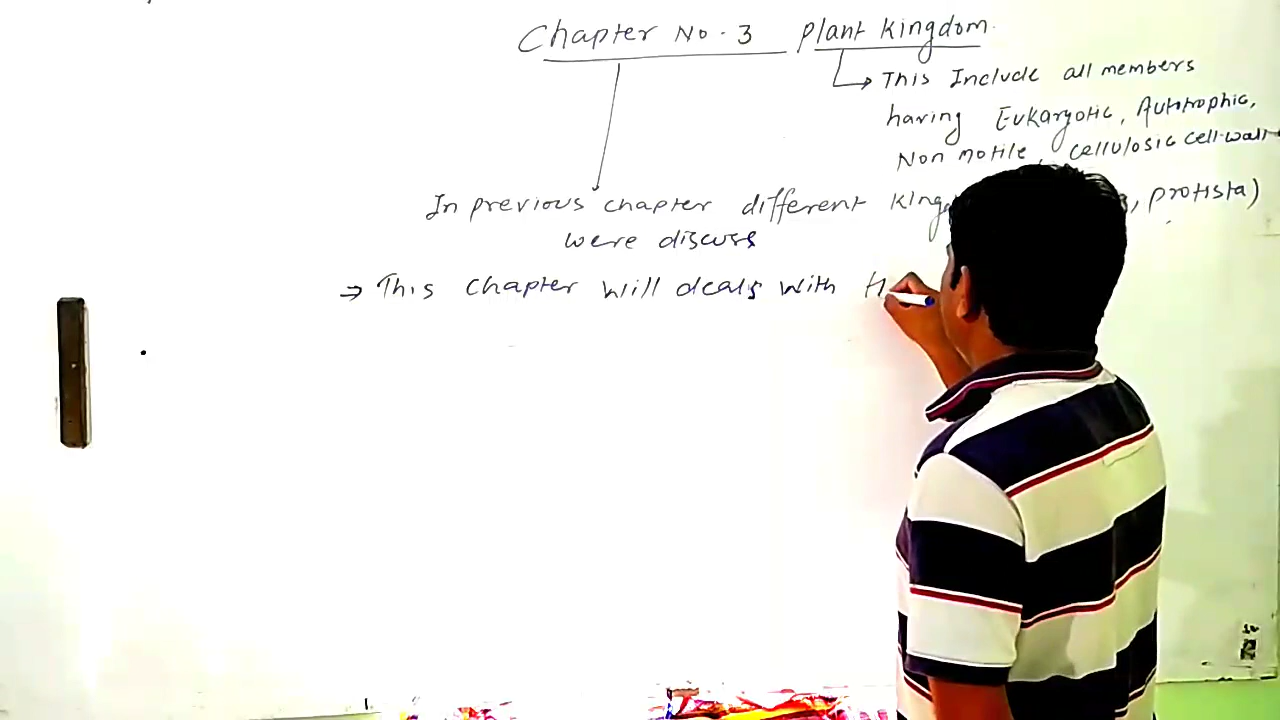 Chapter No. 3 Plant Kingdom.
This Include all members
having Eukaryotic, Autotrophic,
Non motile, cellulosic cell-wall
In previous chapter different protista)
were discuss
⇒ This chapter will deals with